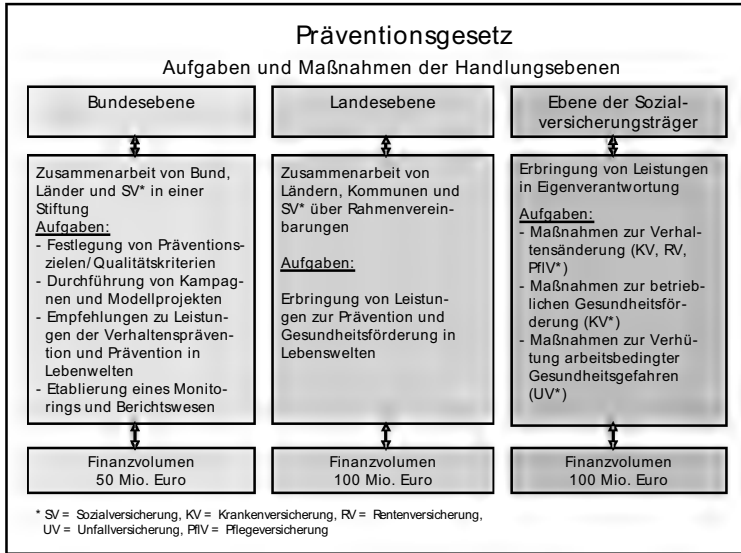 Präventionsgesetz
Aufgaben und Maßnahmen der Handlungsebenen
Bundesebene
Zusammenarbeit von Bund,
Länder und SV* in einer
Stiftung
Aufgaben:
- Festlegung von Präventions-
zielen/Qualitätskriterien
- Durchführung von Kampag-
nen und Modellprojekten
- Empfehlungen zu Leistun-
gen der Verhaltenspräven-
tion und Prävention in
Lebenwelten
- Etablierung eines Monito-
rings und Berichtswesen
Finanzvolumen
50 Mio. Euro
Landesebene
Zusammenarbeit von
Ländern, Kommunen und
SV* über Rahmenverein-
barungen
Aufgaben:
Erbringung von Leistun-
gen zur Prävention und
Gesundheitsförderung in
Lebenswelten
Finanzvolumen
100 Mio. Euro
Ebene der Sozial-
versicherungsträger
Erbringung von Leistungen
in Eigenverantwortung
Aufgaben:
- Maßnahmen zur Verhal-
tensänderung (KV, RV,
PflV*)
- Maßnahmen zur betrieb-
lichen Gesundheitsför-
derung (KV*)
- Maßnahmen zur Verhü-
tung arbeitsbedingter
Gesundheitsgefahren
(UV*)
Finanzvolumen
100 Mio. Euro
* SV = Sozialversicherung, KV = Krankenversicherung, RV = Rentenversicherung,
UV = Unfallversicherung, PflV = Pflegeversicherung